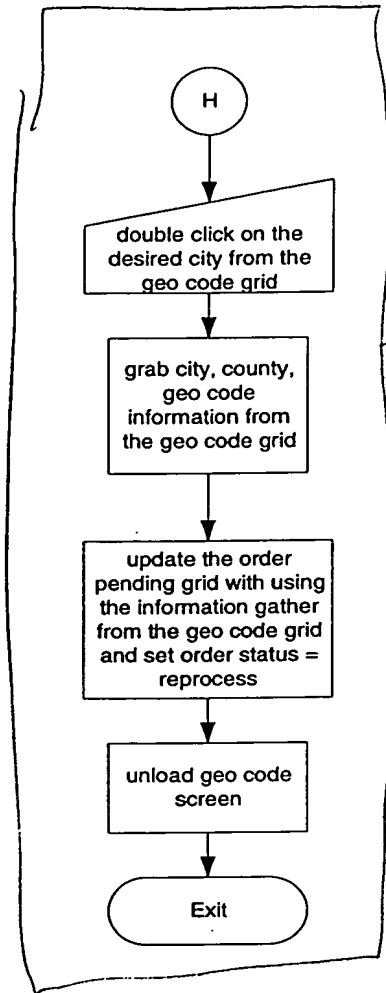 H
double click on the
desired city from the
geo code grid
grab city, county,
geo code
information from
the geo code grid
update the order
pending grid with using
the information gather
from the geo code grid
and set order status =
reprocess
unload geo code
screen
Exit